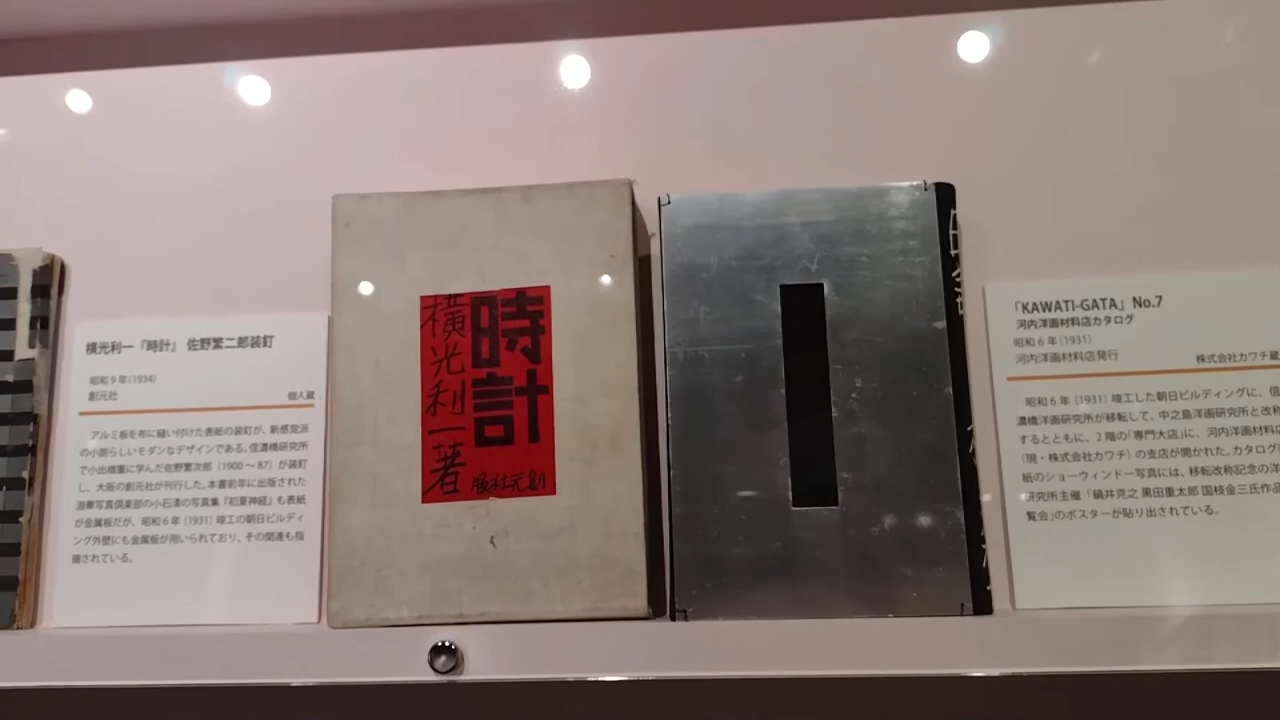 横光利一『時計』 佐野繁二郎装釘
昭和9年(1934)
創元社
個人蔵
アルミ板を布に縫い付けた表紙の装釘が、新感覚派
の小説らしいモダンなデザインである。信濃橋研究所
で小出楢重に学んだ佐野繁次郎(1900～87)が装釘
し、大阪の創元社が刊行した。本書前年に出版された
浪華写真倶楽部の小石清の写真集『初夏神経』も表紙
が金属板だが、昭和6年(1931)竣工の朝日ビルディ
ング外壁にも金属板が用いられており、その関連も指
摘されている。
時計
横光利一著
創元社版
「KAWATI-GATA」No.7
河内洋画材料店カタログ
昭和6年(1931)
河内洋画材料店発行
株式会社カワチ蔵
昭和6年(1931)竣工した朝日ビルディングに、信
濃橋洋画研究所が移転して、中之島洋画研究所と改称
するとともに、2階の「専門大店」に、河内洋画材料店
(現・株式会社カワチ)の支店が開かれた。カタログ
紙のショーウィンドー写真には、移転改称記念の洋
研究所主催「鍋井克之 黒田重太郎 国枝金三氏作品
覧会」のポスターが貼り出されている。